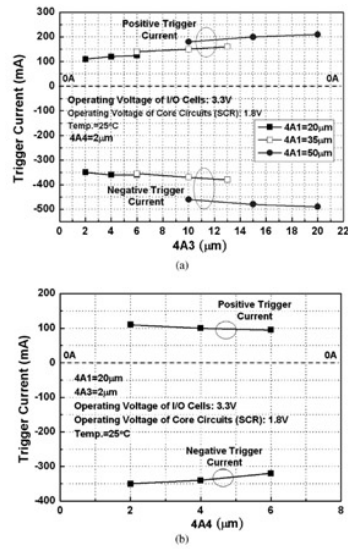 (a)
300
200
100
0
-100
-200
-300
-400
-500
Trigger Current (mA)
Positive Trigger
Current
0A
0A
Operating Voltage of I/O Cells: 3.3V
Operating Voltage of Core Circuits (SCR): 1.8V
Temp.=25°C
4A4=2μm
4A1=20μm
4A1=35μm
4A1=50μm
Negative Trigger
Current
0 2 4 6 8 10 12 14 16 18 20 22
4A3 (μm)
(a)
200
100
0
-100
-200
-300
-400
Trigger Current (mA)
Positive Trigger
Current
0A
0A
4A1=20μm
4A3=2μm
Operating Voltage of I/O Cells: 3.3V
Operating Voltage of Core Circuits (SCR): 1.8V
Temp.=25°C
Negative Trigger
Current
0 2 4 6 8
4A4 (μm)
(b)